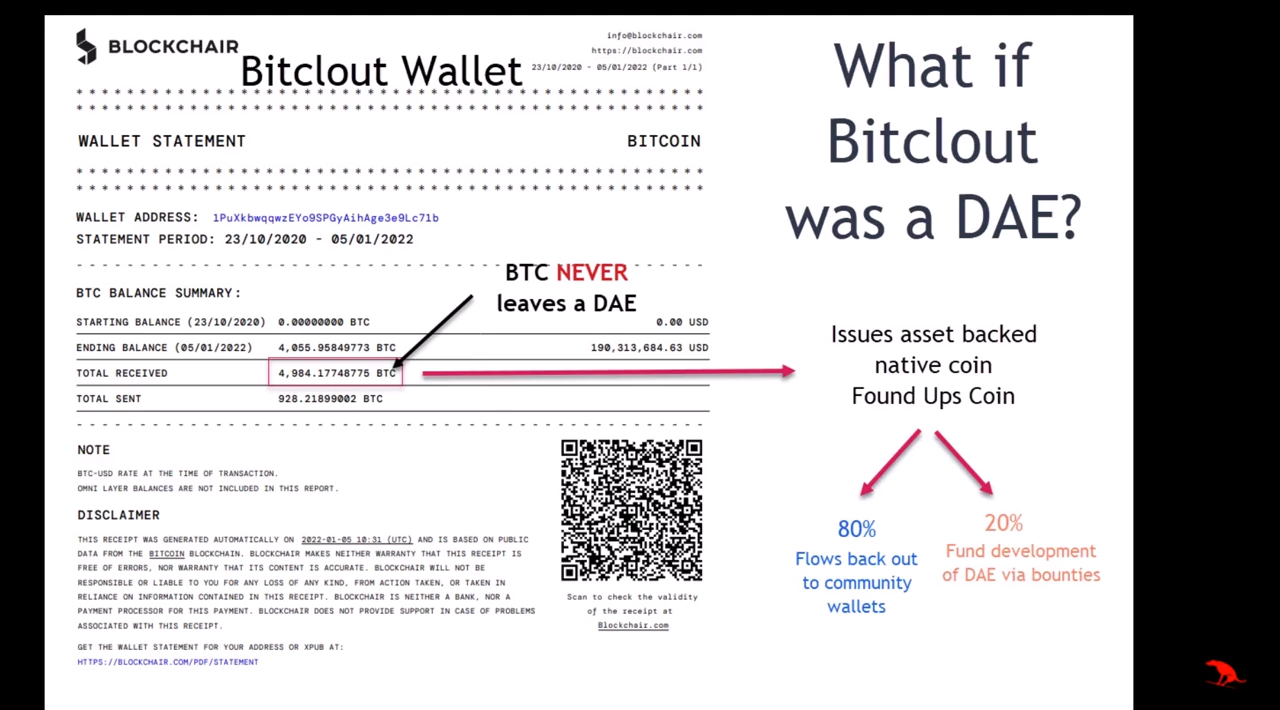 BLOCKCHAIR
info@blockchair.com
https://blockchair.com
23/10/2020 - 05/01/2022 (Part 1/1)
Bitclout Wallet
* * * * * * * * * * * * * * * * * * * * * * * * * * * * * * * * * * * * * * * * * * * * * * * *
* * * * * * * * * * * * * * * * * * * * * * * * * * * * * * * * * * * * * * * * * * * * * * * *
WALLET STATEMENT BITCOIN
* * * * * * * * * * * * * * * * * * * * * * * * * * * * * * * * * * * * * * * * * * * * * * * *
* * * * * * * * * * * * * * * * * * * * * * * * * * * * * * * * * * * * * * * * * * * * * * * *
WALLET ADDRESS: 1PuXkbwqqwzEYo9SPGyAihAge3e9Lc71b
STATEMENT PERIOD: 23/10/2020 - 05/01/2022
BTC NEVER
leaves a DAE
BTC BALANCE SUMMARY:
STARTING BALANCE (23/10/2020) 0.00000000 BTC 0.00 USD
ENDING BALANCE (05/01/2022) 4,055.95849773 BTC 190,313,684.63 USD
TOTAL RECEIVED 4,984.17748775 BTC
TOTAL SENT 928.21899002 BTC
NOTE
BTC-USD RATE AT THE TIME OF TRANSACTION.
OMNI LAYER BALANCES ARE NOT INCLUDED IN THIS REPORT.
DISCLAIMER
THIS RECEIPT WAS GENERATED AUTOMATICALLY ON 2022-01-05 10:31 (UTC) AND IS BASED ON PUBLIC
DATA FROM THE BITCOIN BLOCKCHAIN. BLOCKCHAIR MAKES NEITHER WARRANTY THAT THIS RECEIPT IS
FREE OF ERRORS, NOR WARRANTY THAT ITS CONTENT IS ACCURATE. BLOCKCHAIR WILL NOT BE
RESPONSIBLE OR LIABLE TO YOU FOR ANY LOSS OF ANY KIND, FROM ACTION TAKEN, OR TAKEN IN
RELIANCE ON INFORMATION CONTAINED IN THIS RECEIPT. BLOCKCHAIR IS NEITHER A BANK, NOR A
PAYMENT PROCESSOR FOR THIS PAYMENT. BLOCKCHAIR DOES NOT PROVIDE SUPPORT IN CASE OF PROBLEMS
ASSOCIATED WITH THIS RECEIPT.
GET THE WALLET STATEMENT FOR YOUR ADDRESS OR XPUB AT:
HTTPS://BLOCKCHAIR.COM/PDF/STATEMENT
Scan to check the validity
of the receipt at
Blockchair.com
What if
Bitclout
was a DAE?
Issues asset backed
native coin
Found Ups Coin
80%
Flows back out
to community
wallets
20%
Fund development
of DAE via bounties